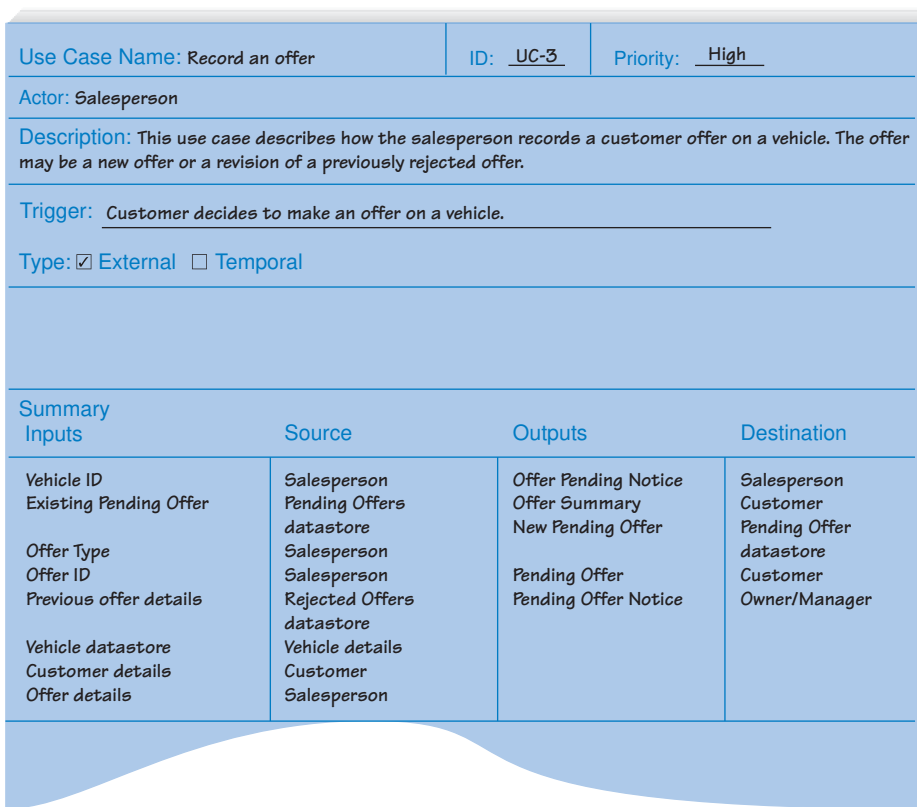 Use Case Name: Record an offer ID: UC-3 Priority: High
Actor: Salesperson
Description: This use case describes how the salesperson records a customer offer on a vehicle. The offer
may be a new offer or a revision of a previously rejected offer.
Trigger: Customer decides to make an offer on a vehicle.
Type: ☑ External ☐ Temporal
Summary
Inputs Source Outputs Destination
Vehicle ID Salesperson Offer Pending Notice Salesperson
Existing Pending Offer Pending Offers Offer Summary Customer
datastore New Pending Offer Pending Offer
Offer Type Salesperson datastore
Offer ID Salesperson Pending Offer Customer
Previous offer details Rejected Offers Pending Offer Notice Owner/Manager
datastore
Vehicle datastore Vehicle details
Customer details Customer
Offer details Salesperson